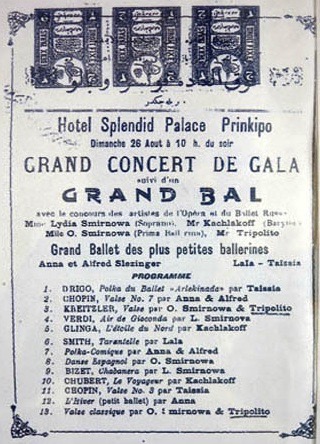 Hotel Splendid Palace Prinkipo
Dimanche 26 Aout à 10 h. du soir
GRAND CONCERT DE GALA
suivi d'un
GRAND BAL
avec le concours des artistes de l'Opéra et du Ballet Russe
Mme Lydia Smirnowa (Soprano), Mr Kachlakoff (Baryton)
Mlle O. Smirnowa (Prima Ballerina), Mr Tripolito
Grand Ballet des plus petites ballerines
Anna et Alfred Slezinger Lala - Taissia
PROGRAMME
1. DRIGO, Polka du Ballet »Arlekinada» par Taissia
2. CHOPIN, Valse No. 7 par Anna & Alfred
3. KREITZLER, Valse par O. Smirnowa & Tripolito
4. VERDI, Air de Gioconda par L. Smirnowa
5. GLINGA, L'étoile du Nord par Kachlakoff
6. SMITH, Tarantelle par Lala
7. Polka-Comique par Anna & Alfred
8. Danse Espagnol par O. Smirnowa
9. BIZET, Chabanera par L. Smirnowa
10. CHUBERT, Le Voyageur par Kachlakoff
11. CHOPIN, Valse No. 3 par Taissia
12. L'Hiver (petit ballet) par Anna
13. Valse classique par O. Smirnowa & Tripolito